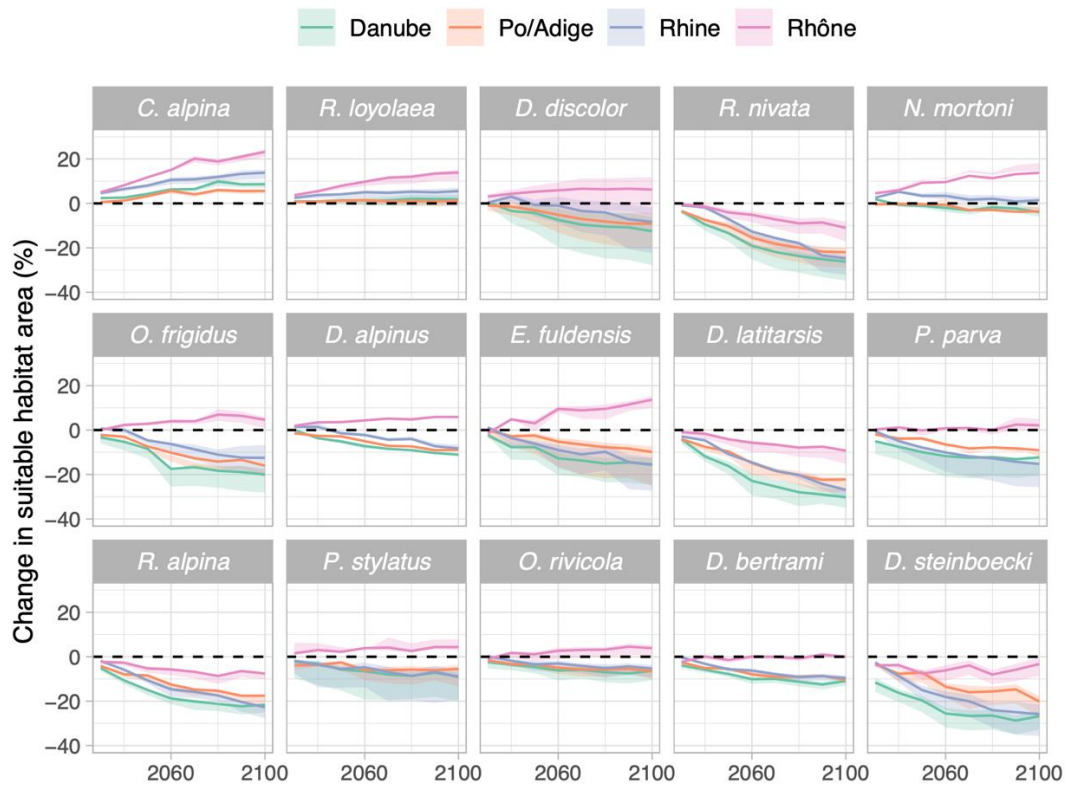 Danube Po/Adige Rhine Rhône
C. alpina R. loyolaea D. discolor R. nivata N. mortoni
20
0
−20
−40
O. frigidus D. alpinus E. fuldensis D. latitarsis P. parva
20
0
−20
−40
R. alpina P. stylatus O. rivicola D. bertrami D. steinboecki
20
0
−20
−40
2060 2100 2060 2100 2060 2100 2060 2100 2060 2100
Change in suitable habitat area (%)